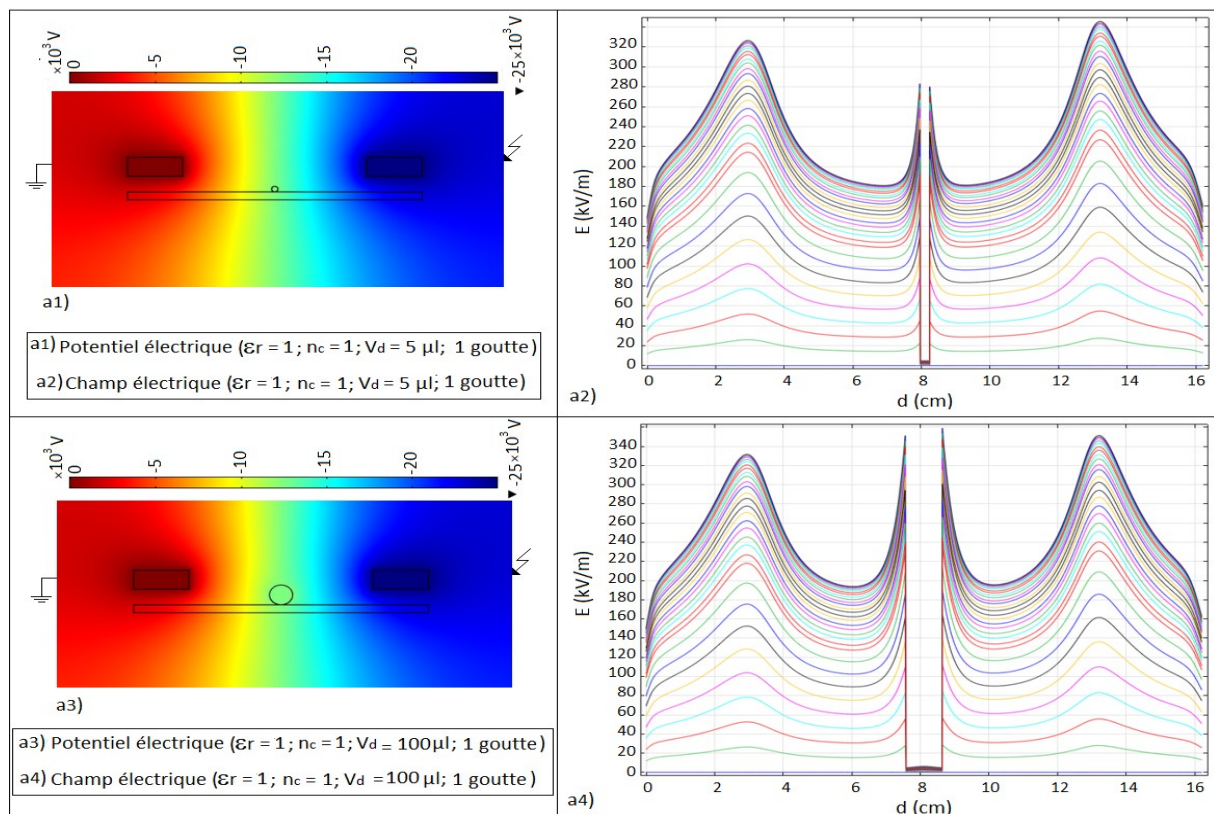 ×10³ V
0
-5
-10
-15
-20
-25×10³ V
a1)
a1) Potentiel électrique (εr = 1; nc = 1; Vd = 5 µl; 1 goutte)
a2) Champ électrique (εr = 1; nc = 1; Vd = 5 µl; 1 goutte)
E (kV/m)
320
300
280
260
240
220
200
180
160
140
120
100
80
60
40
20
0
0 2 4 6 8 10 12 14 16
d (cm)
a2)
×10³ V
0
-5
-10
-15
-20
-25×10³ V
a3)
a3) Potentiel électrique (εr = 1; nc = 1; Vd = 100 µl; 1 goutte)
a4) Champ électrique (εr = 1; nc = 1; Vd = 100 µl; 1 goutte)
E (kV/m)
340
320
300
280
260
240
220
200
180
160
140
120
100
80
60
40
20
0
0 2 4 6 8 10 12 14 16
d (cm)
a4)